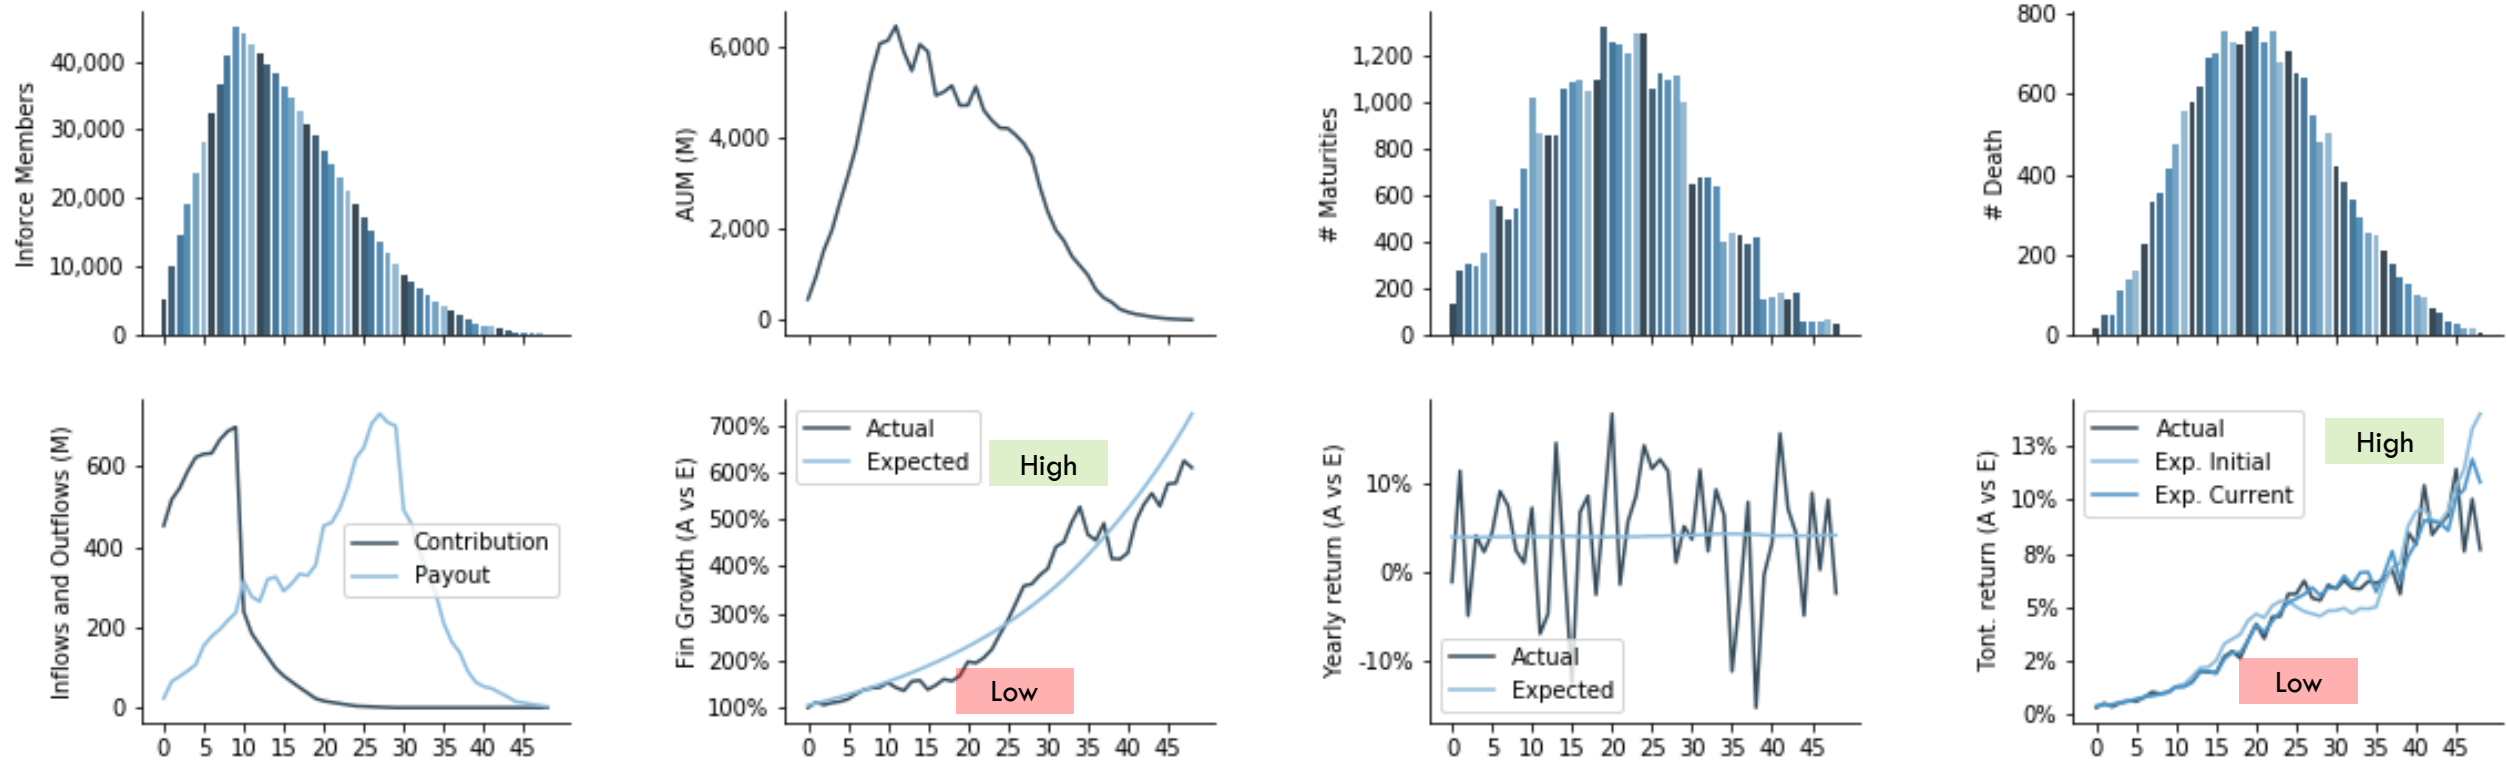 Inforce Members
40,000
30,000
20,000
10,000
0
AUM (M)
6,000
4,000
2,000
0
# Maturities
1,200
1,000
800
600
400
200
0
# Death
800
600
400
200
0
Inflows and Outflows (M)
600
400
200
0
Contribution
Payout
0 5 10 15 20 25 30 35 40 45
Fin Growth (A vs E)
700%
600%
500%
400%
300%
200%
100%
Actual
Expected
High
Low
0 5 10 15 20 25 30 35 40 45
Yearly return (A vs E)
10%
0%
-10%
Actual
Expected
0 5 10 15 20 25 30 35 40 45
Tont. return (A vs E)
13%
10%
8%
5%
2%
0%
Actual
Exp. Initial
Exp. Current
High
Low
0 5 10 15 20 25 30 35 40 45